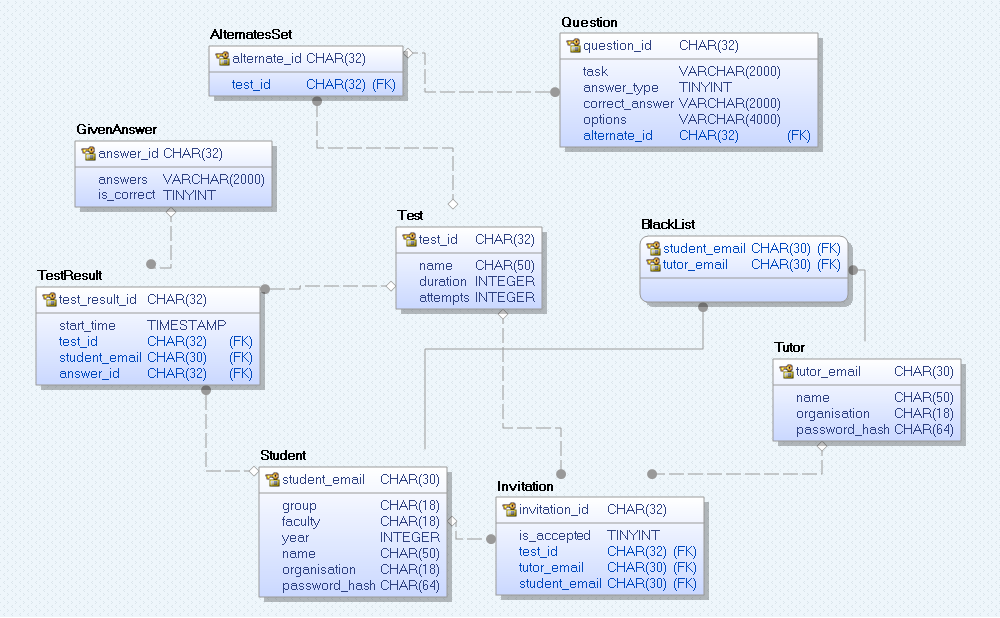 AlternatesSet
alternate_id CHAR(32)
test_id CHAR(32) (FK)
Question
question_id CHAR(32)
task VARCHAR(2000)
answer_type TINYINT
correct_answer VARCHAR(2000)
options VARCHAR(4000)
alternate_id CHAR(32) (FK)
GivenAnswer
answer_id CHAR(32)
answers VARCHAR(2000)
is_correct TINYINT
Test
test_id CHAR(32)
name CHAR(50)
duration INTEGER
attempts INTEGER
BlackList
student_email CHAR(30) (FK)
tutor_email CHAR(30) (FK)
TestResult
test_result_id CHAR(32)
start_time TIMESTAMP
test_id CHAR(32) (FK)
student_email CHAR(30) (FK)
answer_id CHAR(32) (FK)
Tutor
tutor_email CHAR(30)
name CHAR(50)
organisation CHAR(18)
password_hash CHAR(64)
Student
student_email CHAR(30)
group CHAR(18)
faculty CHAR(18)
year INTEGER
name CHAR(50)
organisation CHAR(18)
password_hash CHAR(64)
Invitation
invitation_id CHAR(32)
is_accepted TINYINT
test_id CHAR(32) (FK)
tutor_email CHAR(30) (FK)
student_email CHAR(30) (FK)